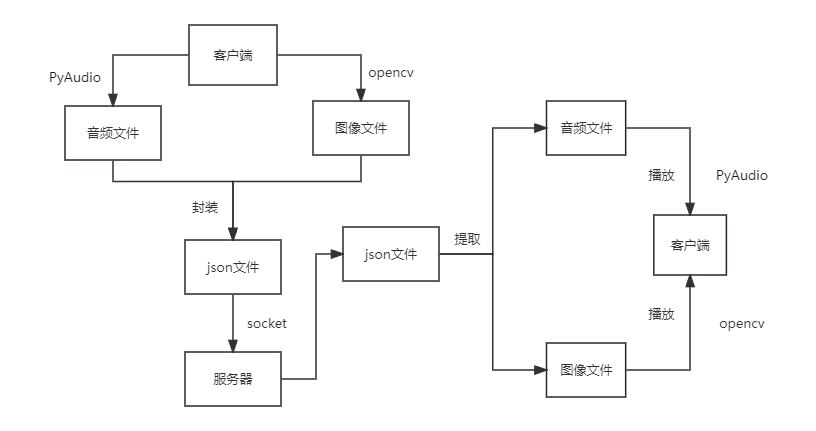 客户端
PyAudio
opencv
音频文件
图像文件
封装
json文件
socket
服务器
json文件
提取
音频文件
播放
PyAudio
客户端
播放
opencv
图像文件